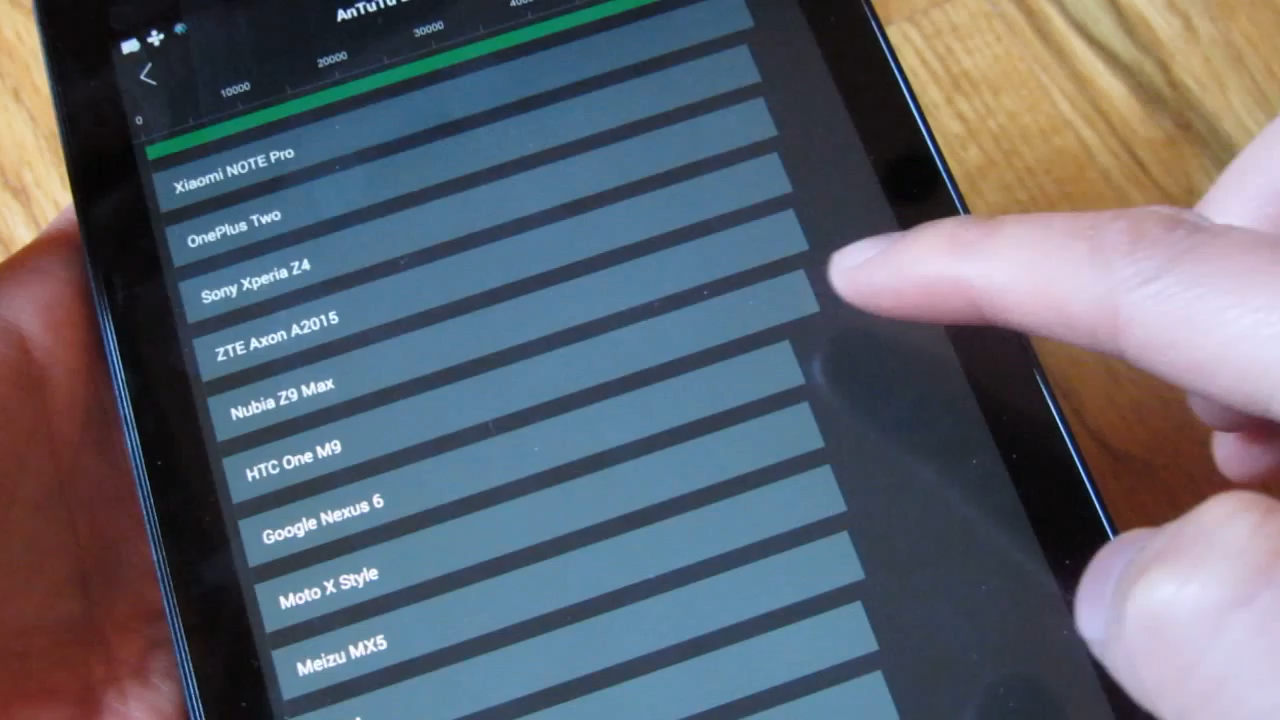 AnTuTu
0 10000 20000 30000
Xiaomi NOTE Pro
OnePlus Two
Sony Xperia Z4
ZTE Axon A2015
Nubia Z9 Max
HTC One M9
Google Nexus 6
Moto X Style
Meizu MX5